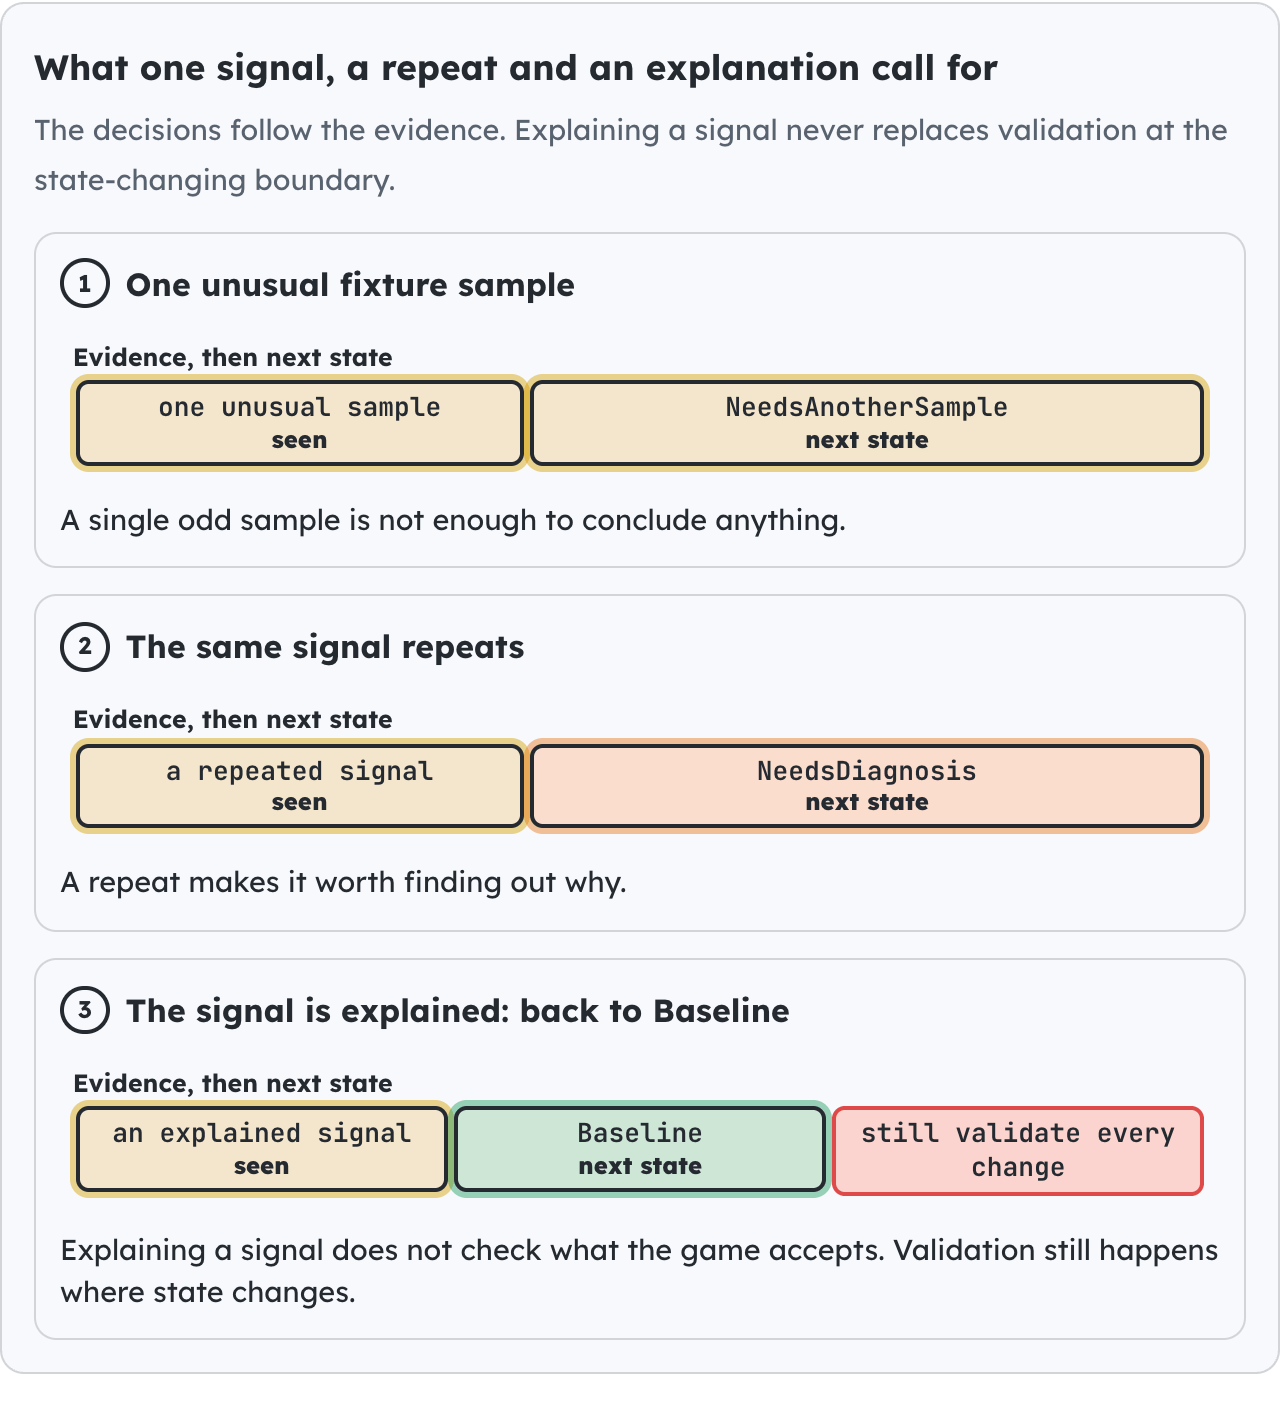 What one signal, a repeat and an explanation call for
The decisions follow the evidence. Explaining a signal never replaces validation at the
state-changing boundary.
1 One unusual fixture sample
Evidence, then next state
one unusual sample
seen
NeedsAnotherSample
next state
A single odd sample is not enough to conclude anything.
2 The same signal repeats
Evidence, then next state
a repeated signal
seen
NeedsDiagnosis
next state
A repeat makes it worth finding out why.
3 The signal is explained: back to Baseline
Evidence, then next state
an explained signal
seen
Baseline
next state
still validate every
change
Explaining a signal does not check what the game accepts. Validation still happens
where state changes.